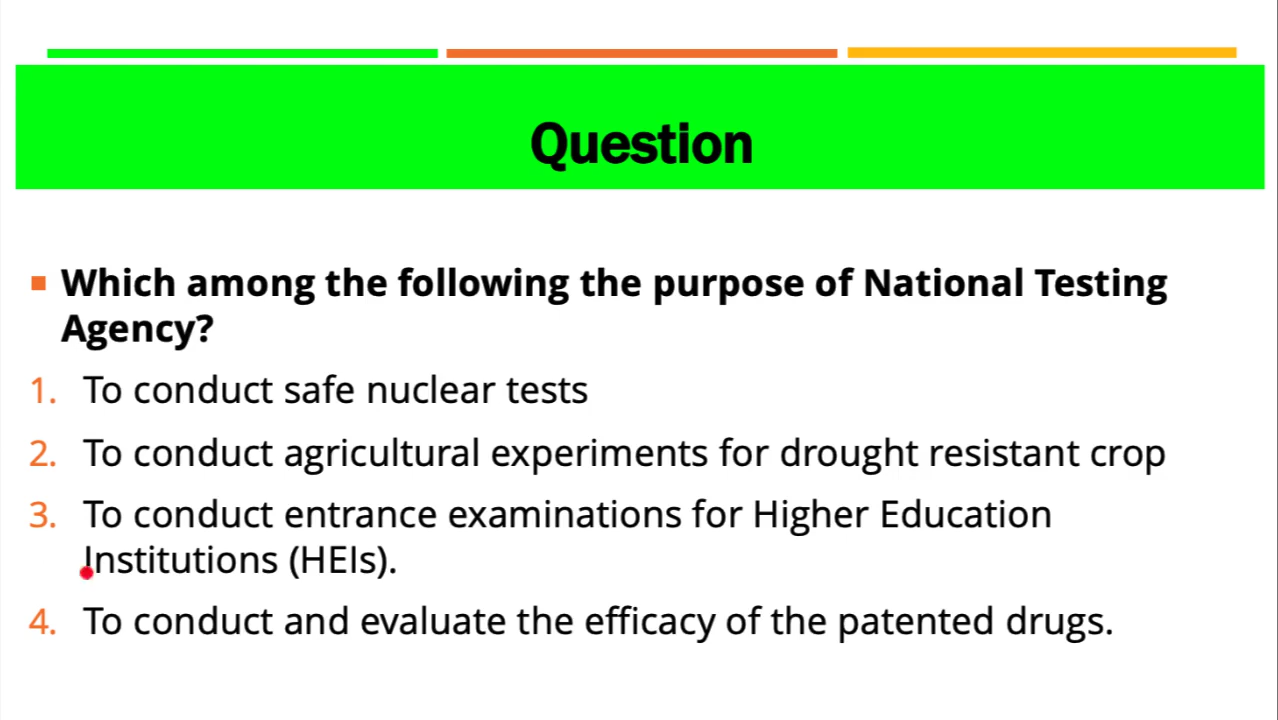 Question
Which among the following the purpose of National Testing
Agency?
1. To conduct safe nuclear tests
2. To conduct agricultural experiments for drought resistant crop
3. To conduct entrance examinations for Higher Education
Institutions (HEIs).
4. To conduct and evaluate the efficacy of the patented drugs.